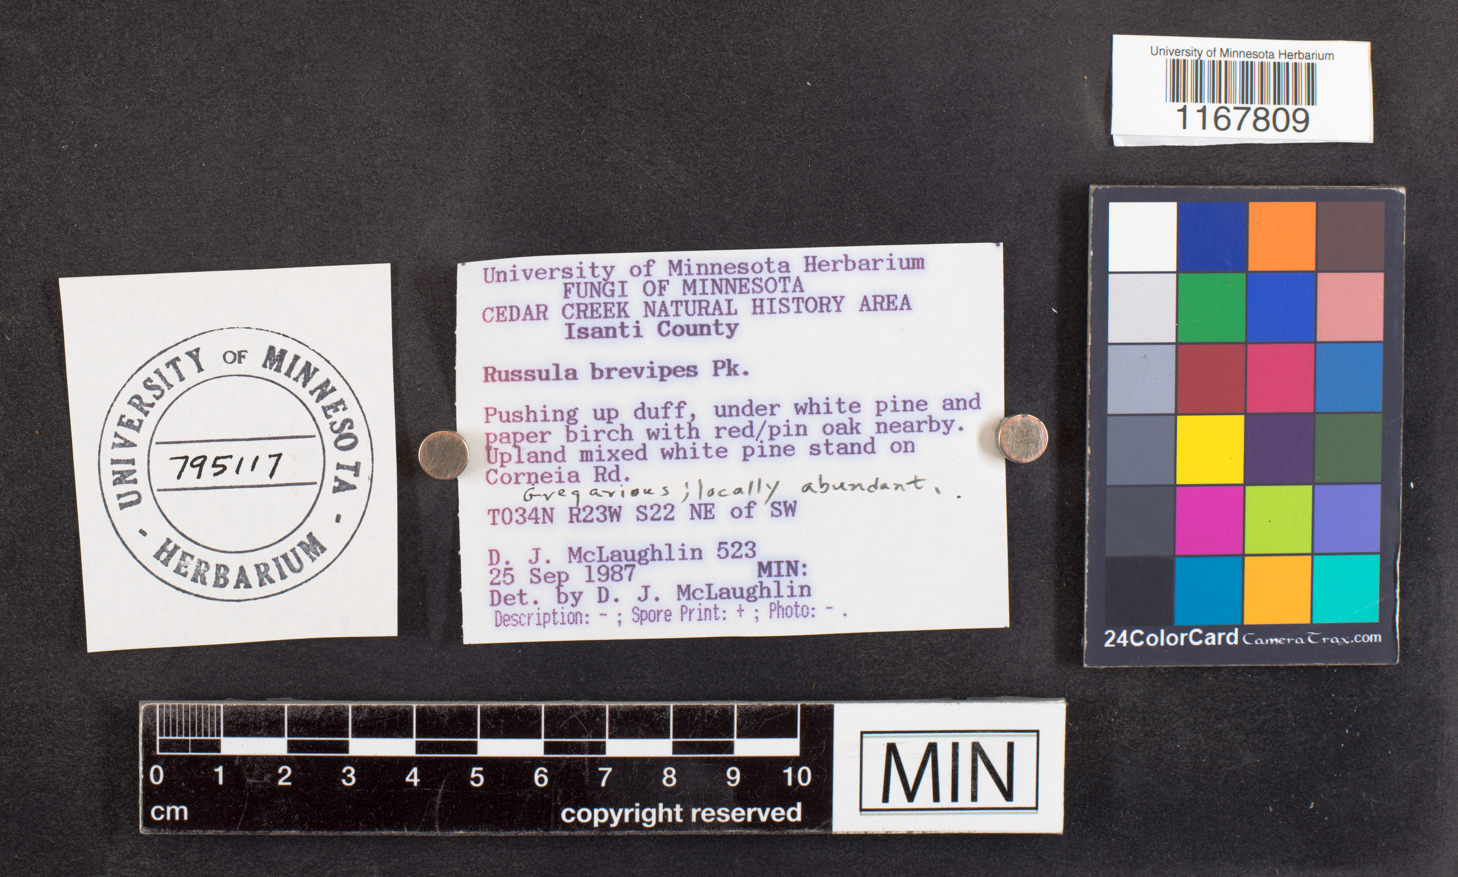 University of Minnesota Herbarium
1167809
UNIVERSITY OF MINNESOTA
- HERBARIUM -
795117
University of Minnesota Herbarium
FUNGI OF MINNESOTA
CEDAR CREEK NATURAL HISTORY AREA
Isanti County
Russula brevipes Pk.
Pushing up duff, under white pine and
paper birch with red/pin oak nearby.
Upland mixed white pine stand on
Corneia Rd.
Gregarious; locally abundant.
T034N R23W S22 NE of SW
D. J. McLaughlin 523
25 Sep 1987 MIN:
Det. by D. J. McLaughlin
Description: - ; Spore Print: + ; Photo: - .
24ColorCard CameraTrax.com
0 1 2 3 4 5 6 7 8 9 10
cm copyright reserved
MIN